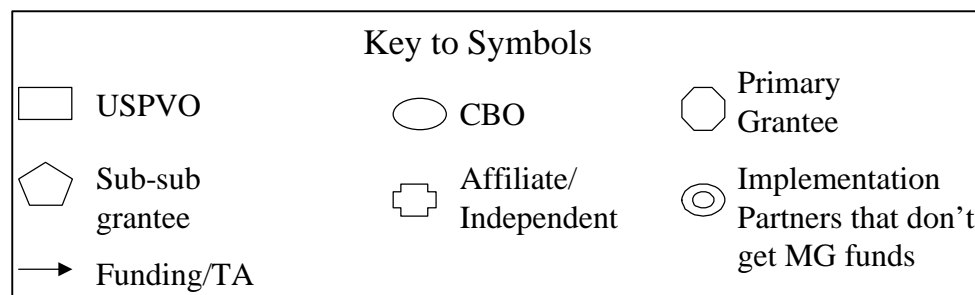 Key to Symbols
USPVO
CBO
Primary
Grantee
Sub-sub
grantee
Affiliate/
Independent
Implementation
Partners that don't
get MG funds
Funding/TA